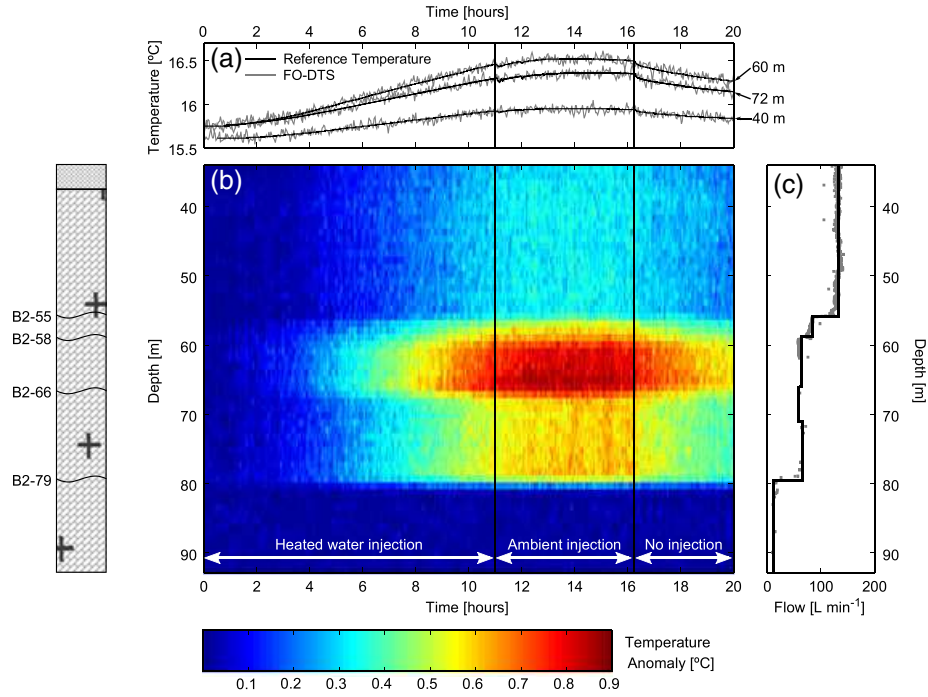 Time [hours]
0 2 4 6 8 10 12 14 16 18 20
Temperature [ºC]
16.5
16
15.5
(a)
Reference Temperature
FO-DTS
60 m
72 m
40 m
B2-55
B2-58
B2-66
B2-79
(b)
Depth [m]
40
50
60
70
80
90
Heated water injection
Ambient injection
No injection
0 2 4 6 8 10 12 14 16 18 20
Time [hours]
(c)
40
50
60
70
80
90
Depth [m]
0 100 200
Flow [L min⁻¹]
0.1 0.2 0.3 0.4 0.5 0.6 0.7 0.8 0.9
Temperature
Anomaly [ºC]